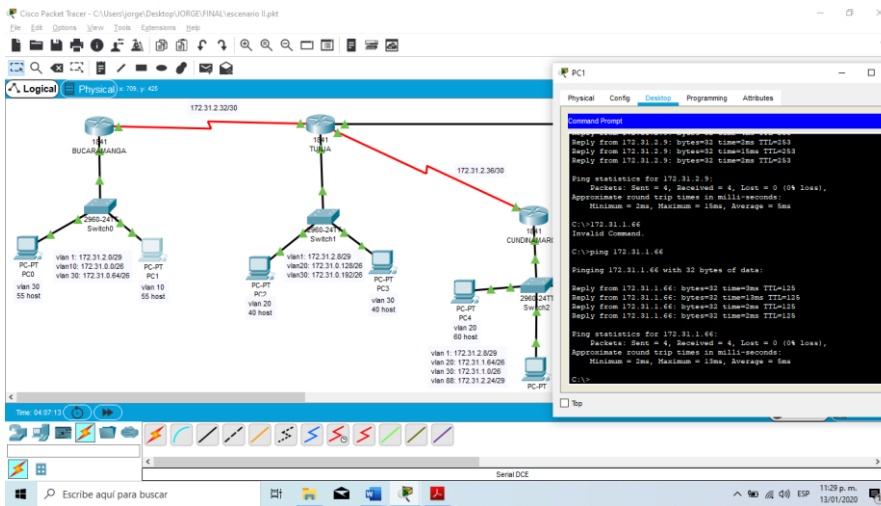 Cisco Packet Tracer - C:\Users\jorge\Desktop\JORGE\FINAL\escenario II.pkt
File Edit Options View Tools Extensions Help
Logical Physical x: 709, y: 425
172.31.2.32/30
1841
BUCARAMANGA
1841
TUNJA
172.31.2.36/30
1841
CUNDINAMARC
2960-24TT
Switch0
2960-24TT
Switch1
2960-24TT
Switch2
PC-PT
PC0
vlan 30
55 host
vlan 1: 172.31.2.0/29
vlan10: 172.31.0.0/26
vlan 30: 172.31.0.64/26
PC-PT
PC1
vlan 10
55 host
PC-PT
PC2
vlan 20
40 host
vlan1: 172.31.2.8/29
vlan20: 172.31.0.128/26
vlan30: 172.31.0.192/26
PC-PT
PC3
vlan 30
40 host
PC-PT
PC4
vlan 20
60 host
vlan 1: 172.31.2.8/29
vlan 20: 172.31.1.64/26
vlan 30: 172.31.1.0/26
vlan 88: 172.31.2.24/29
PC-PT
PC1
Physical Config Desktop Programming Attributes
Command Prompt
Reply from 172.31.2.9: bytes=32 time=2ms TTL=253
Reply from 172.31.2.9: bytes=32 time=15ms TTL=253
Reply from 172.31.2.9: bytes=32 time=2ms TTL=253
Ping statistics for 172.31.2.9:
Packets: Sent = 4, Received = 4, Lost = 0 (0% loss),
Approximate round trip times in milli-seconds:
Minimum = 2ms, Maximum = 15ms, Average = 5ms
C:\>172.31.1.66
Invalid Command.
C:\>ping 172.31.1.66
Pinging 172.31.1.66 with 32 bytes of data:
Reply from 172.31.1.66: bytes=32 time=3ms TTL=125
Reply from 172.31.1.66: bytes=32 time=13ms TTL=125
Reply from 172.31.1.66: bytes=32 time=2ms TTL=125
Reply from 172.31.1.66: bytes=32 time=2ms TTL=125
Ping statistics for 172.31.1.66:
Packets: Sent = 4, Received = 4, Lost = 0 (0% loss),
Approximate round trip times in milli-seconds:
Minimum = 2ms, Maximum = 13ms, Average = 5ms
C:\>
Top
Time: 04:07:13
Serial DCE
Escribe aquí para buscar
ESP
11:29 p. m.
13/01/2020